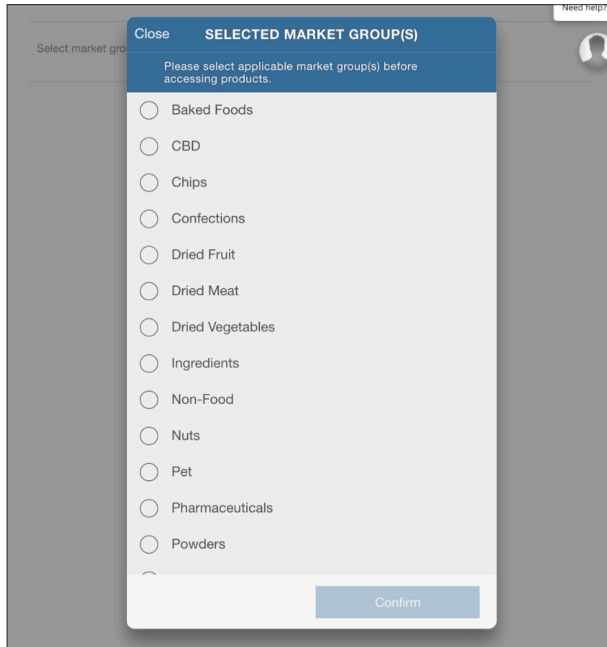 Need help?
Select market gro
Close
SELECTED MARKET GROUP(S)
Please select applicable market group(s) before
accessing products.
Baked Foods
CBD
Chips
Confections
Dried Fruit
Dried Meat
Dried Vegetables
Ingredients
Non-Food
Nuts
Pet
Pharmaceuticals
Powders
Confirm